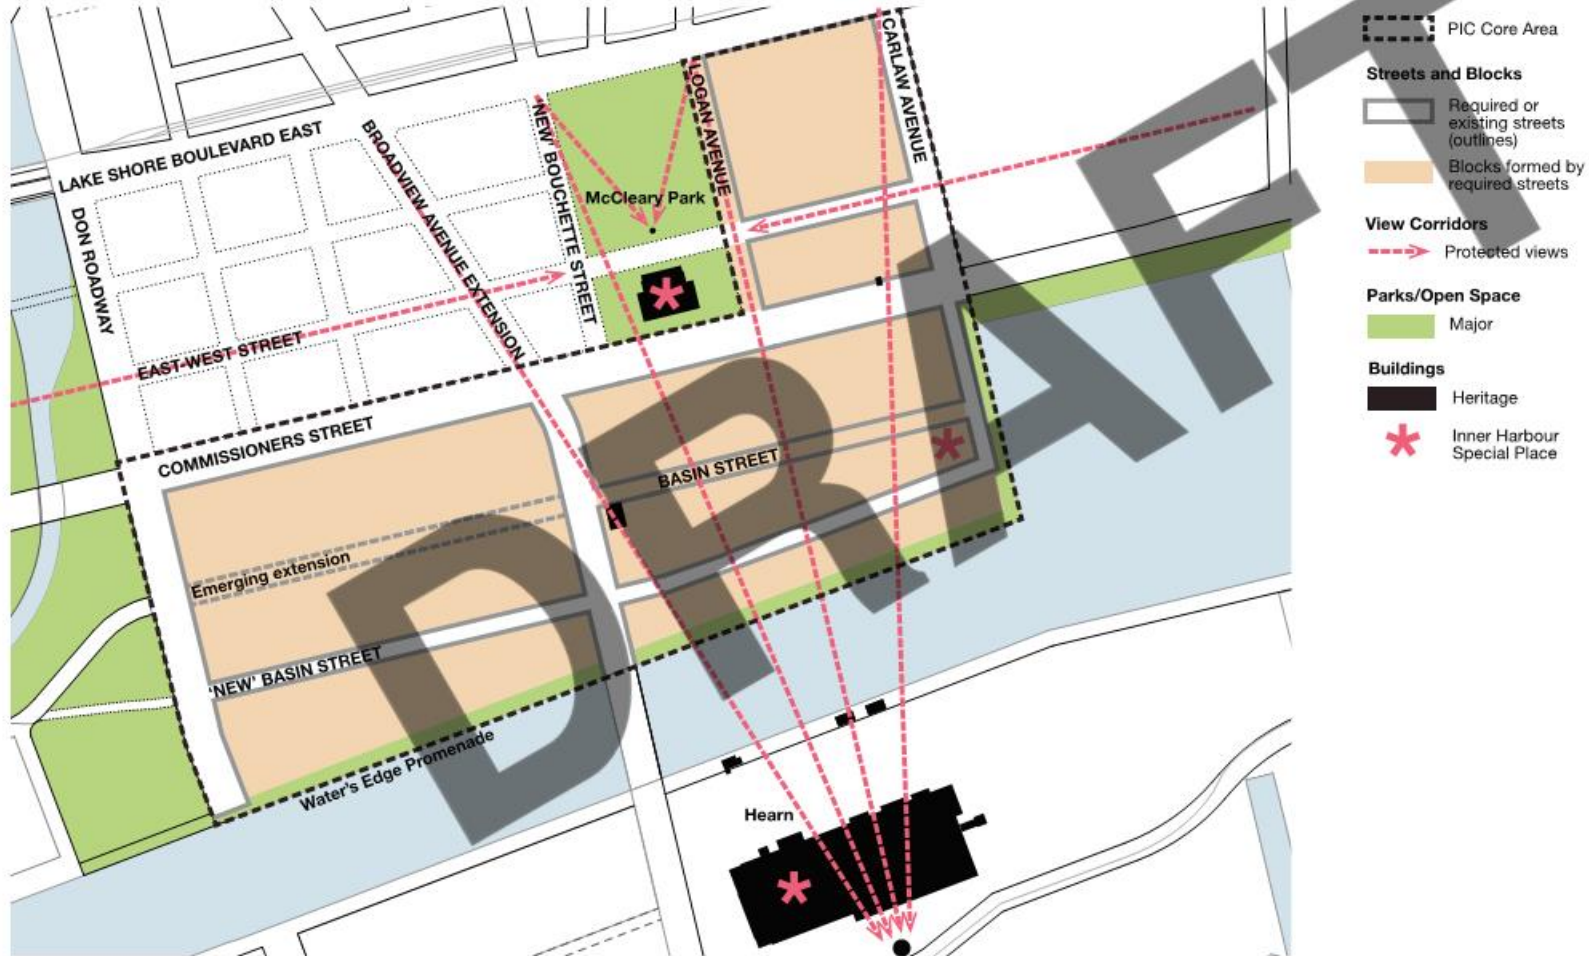 LAKE SHORE BOULEVARD EAST
DON ROADWAY
BROADVIEW AVENUE EXTENSION
'NEW' BOUCHETTE STREET
LOGAN AVENUE
CARLAW AVENUE
McCleary Park
EAST-WEST STREET
COMMISSIONERS STREET
BASIN STREET
Emerging extension
'NEW' BASIN STREET
Water's Edge Promenade
Hearn
DRAFT
PIC Core Area
Streets and Blocks
Required or
existing streets
(outlines)
Blocks formed by
required streets
View Corridors
Protected views
Parks/Open Space
Major
Buildings
Heritage
Inner Harbour
Special Place